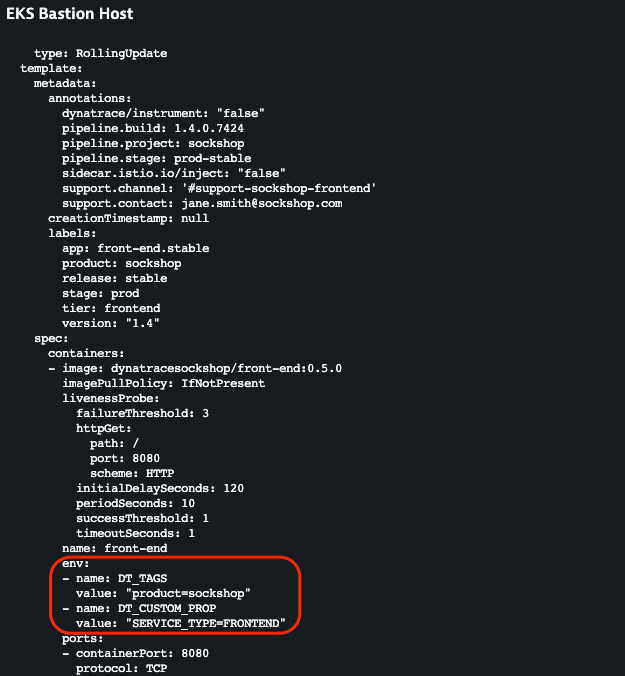 EKS Bastion Host
type: RollingUpdate
template:
metadata:
annotations:
dynatrace/instrument: "false"
pipeline.build: 1.4.0.7424
pipeline.project: sockshop
pipeline.stage: prod-stable
sidecar.istio.io/inject: "false"
support.channel: '#support-sockshop-frontend'
support.contact: jane.smith@sockshop.com
creationTimestamp: null
labels:
app: front-end.stable
product: sockshop
release: stable
stage: prod
tier: frontend
version: "1.4"
spec:
containers:
- image: dynatracesockshop/front-end:0.5.0
imagePullPolicy: IfNotPresent
livenessProbe:
failureThreshold: 3
httpGet:
path: /
port: 8080
scheme: HTTP
initialDelaySeconds: 120
periodSeconds: 10
successThreshold: 1
timeoutSeconds: 1
name: front-end
env:
- name: DT_TAGS
value: "product=sockshop"
- name: DT_CUSTOM_PROP
value: "SERVICE_TYPE=FRONTEND"
ports:
- containerPort: 8080
protocol: TCP